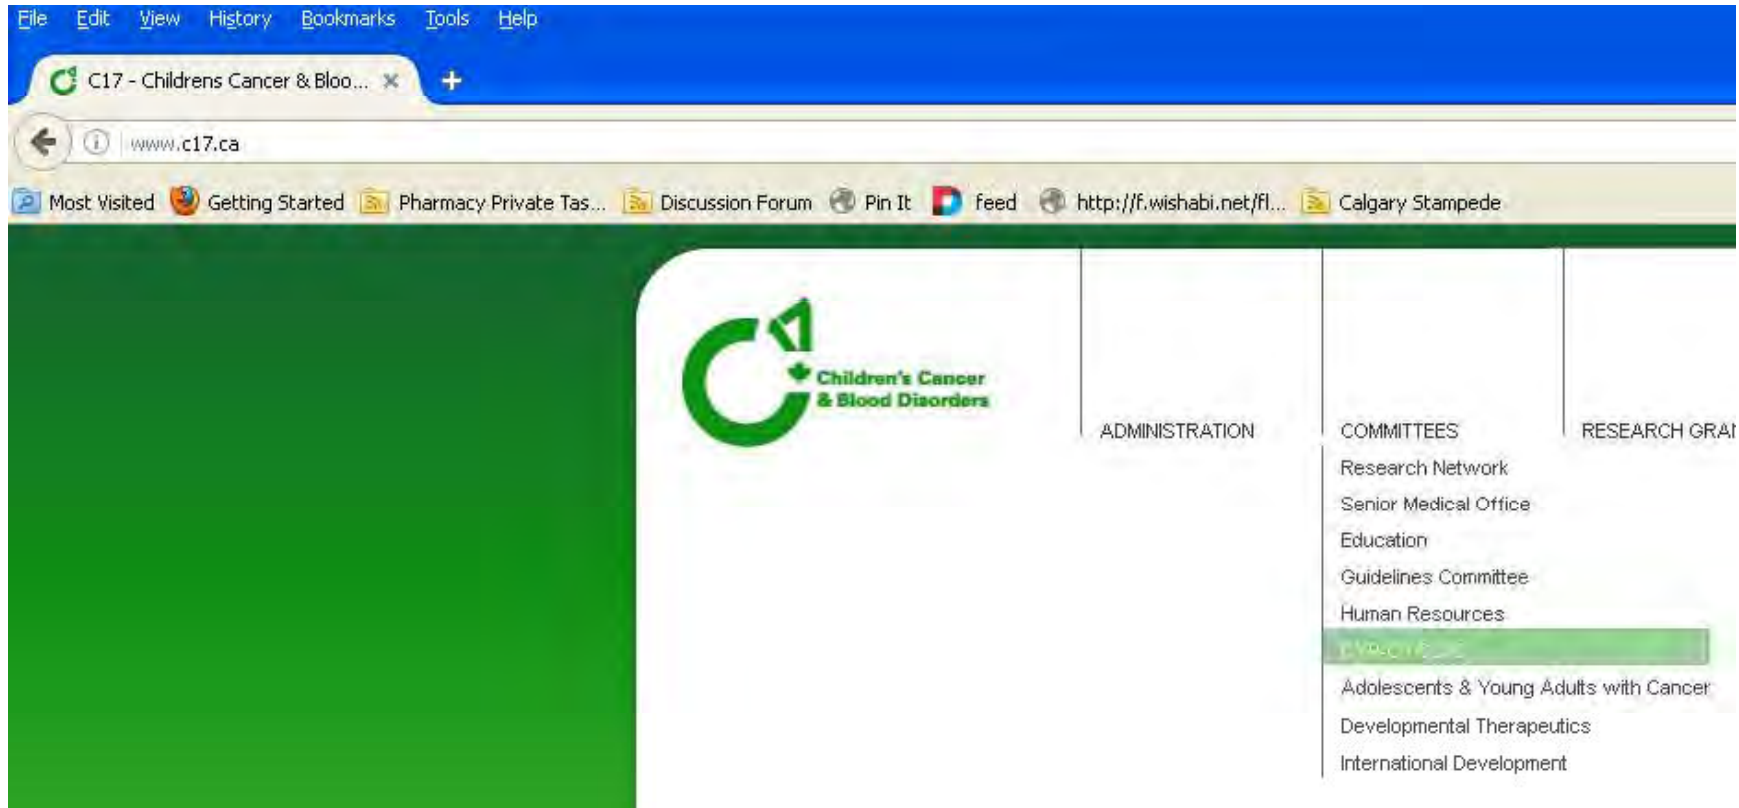 File Edit View History Bookmarks Tools Help
C17 - Childrens Cancer & Bloo...
www.c17.ca
Most Visited Getting Started Pharmacy Private Tas... Discussion Forum Pin It feed http://f.wishabi.net/fl... Calgary Stampede
Children's Cancer
& Blood Disorders
ADMINISTRATION COMMITTEES RESEARCH GRAN
Research Network
Senior Medical Office
Education
Guidelines Committee
Human Resources
Adolescents & Young Adults with Cancer
Developmental Therapeutics
International Development